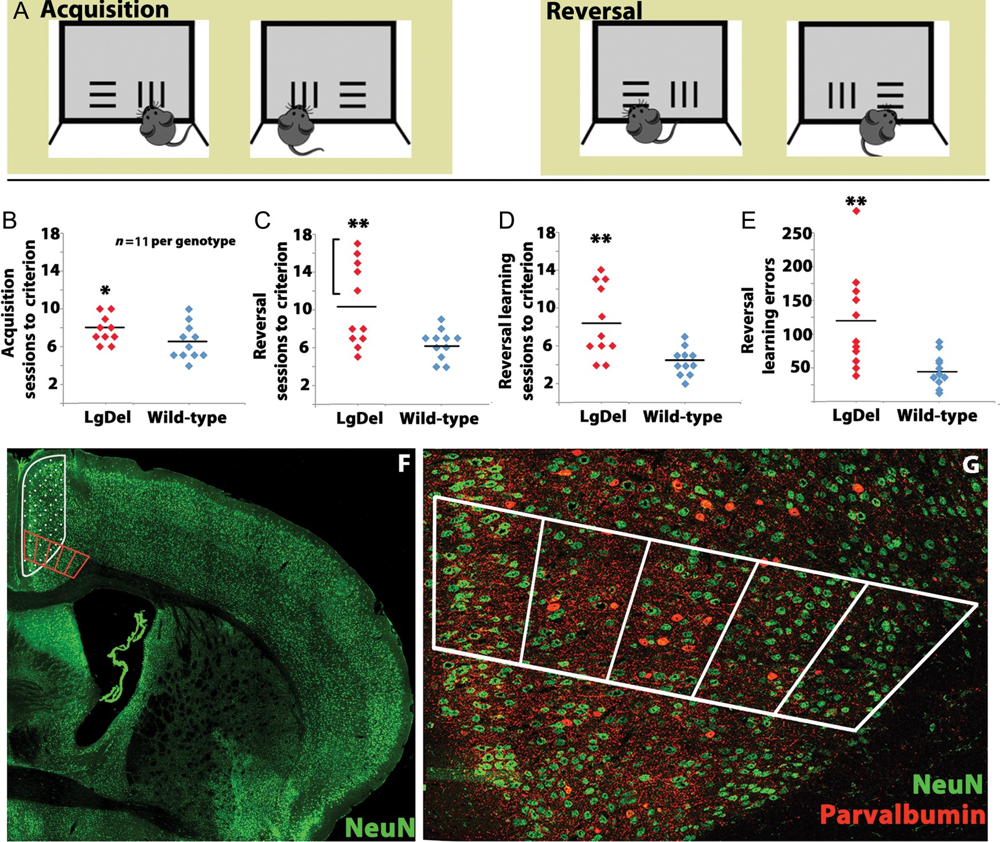 A Acquisition
Reversal
B
Acquisition
sessions to criterion
18
14
10
6
2
n=11 per genotype
*
LgDel
Wild-type
C
Reversal
sessions to criterion
18
14
10
6
2
**
LgDel
Wild-type
D
Reversal learning
sessions to criterion
18
14
10
6
2
**
LgDel
Wild-type
E
Reversal
learning errors
250
200
150
100
50
**
LgDel
Wild-type
F
NeuN
G
NeuN
Parvalbumin